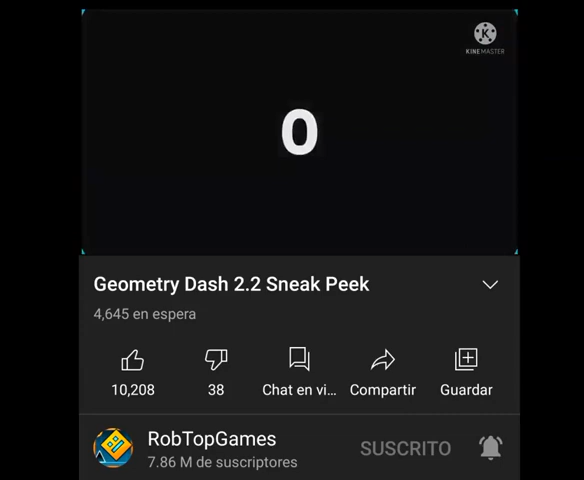 KINEMASTER
0
Geometry Dash 2.2 Sneak Peek
4,645 en espera
10,208
38
Chat en vi...
Compartir
Guardar
RobTopGames
SUSCRITO
7.86 M de suscriptores